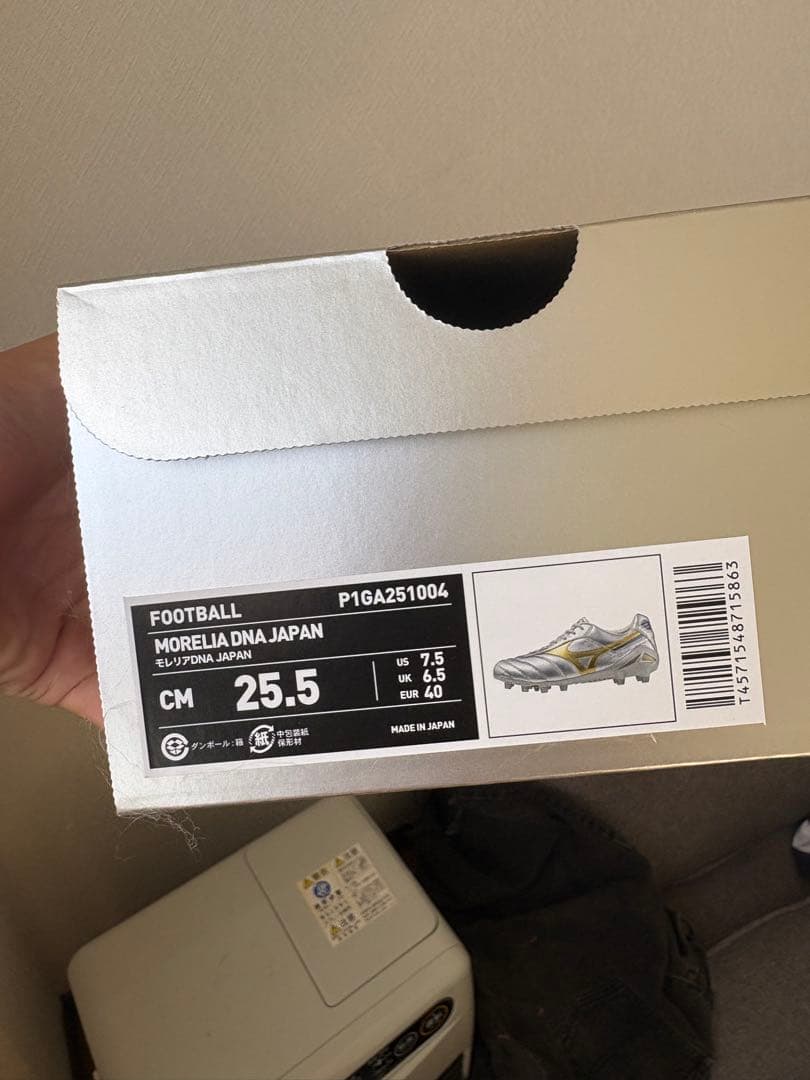 FOOTBALL P1GA251004
MORELIA DNA JAPAN
モレリアDNA JAPAN
CM 25.5
US 7.5
UK 6.5
EUR 40
ダンボール:箱
紙 中包装紙
保形材
MADE IN JAPAN
T4571548715863